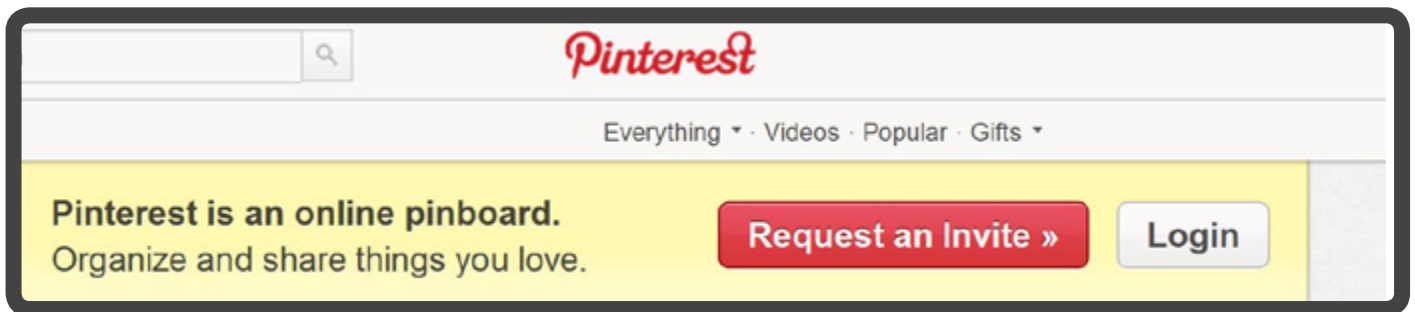 Pinterest
Everything · Videos · Popular · Gifts
Pinterest is an online pinboard.
Organize and share things you love.
Request an Invite »
Login